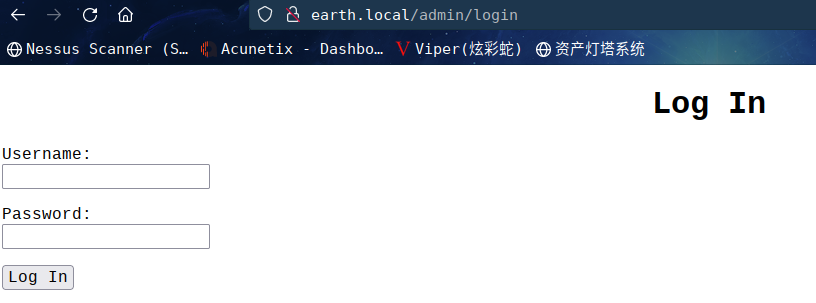 earth.local/admin/login
Nessus Scanner (S… Acunetix - Dashbo… Viper(炫彩蛇) 资产灯塔系统
Log In
Username:
Password:
Log In